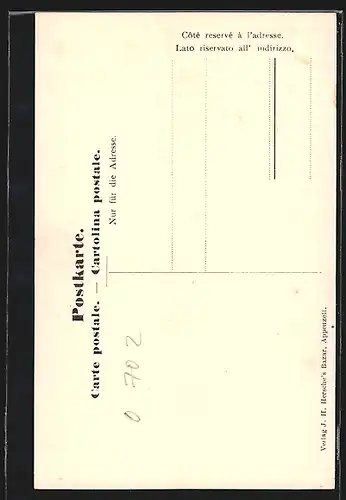 Postkarte.
Carte postale. — Cartolina postale.
Nur für die Adresse.
Côté reservé à l'adresse.
Lato riservato all' indirizzo.
0 702
Verlag J. H. Hersche's Bazar, Appenzell.